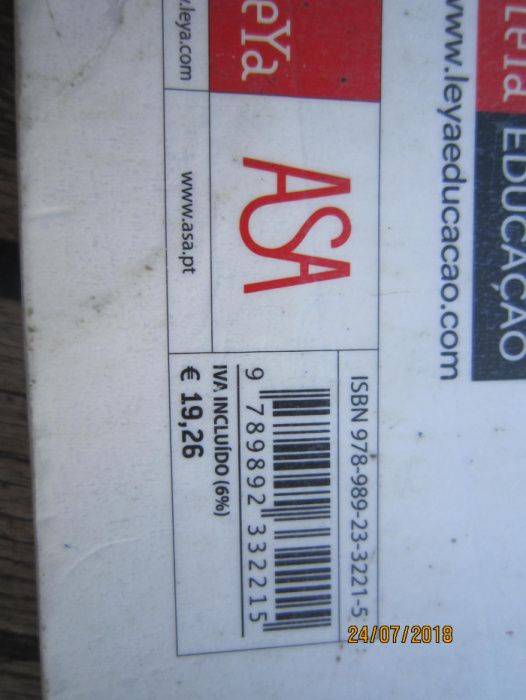 leYa
EDUCAÇÃO
www.leyaeducacao.com
eYa
.leya.com
ASA
www.asa.pt
ISBN 978-989-23-3221-5
9 789892 332215
IVA INCLUÍDO (6%)
€ 19,26
24/07/2018